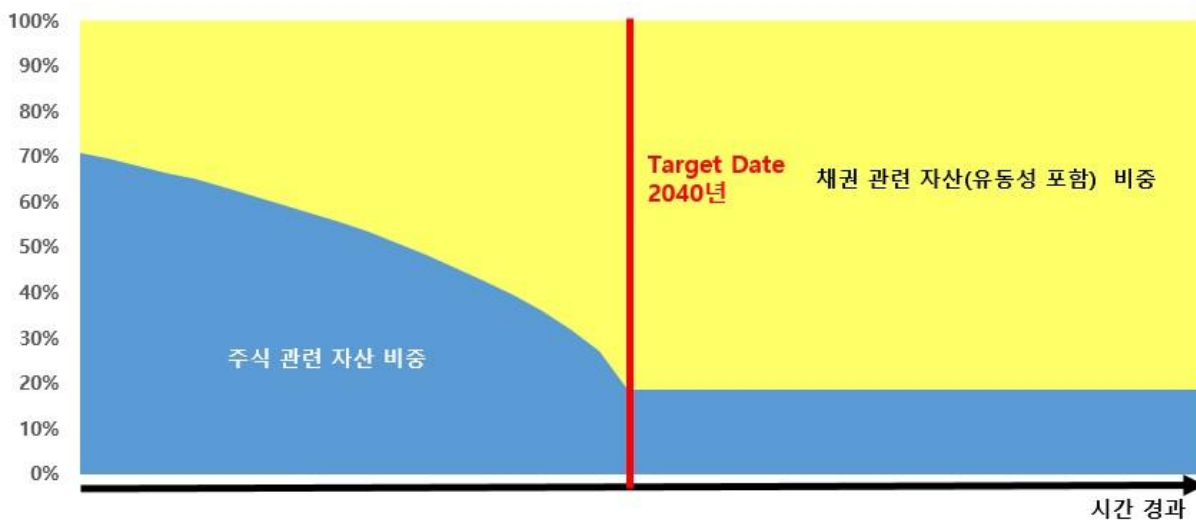 100%
90%
80%
70%
60%
50%
40%
30%
20%
10%
0%
Target Date
2040년
채권 관련 자산(유동성 포함) 비중
주식 관련 자산 비중
시간 경과